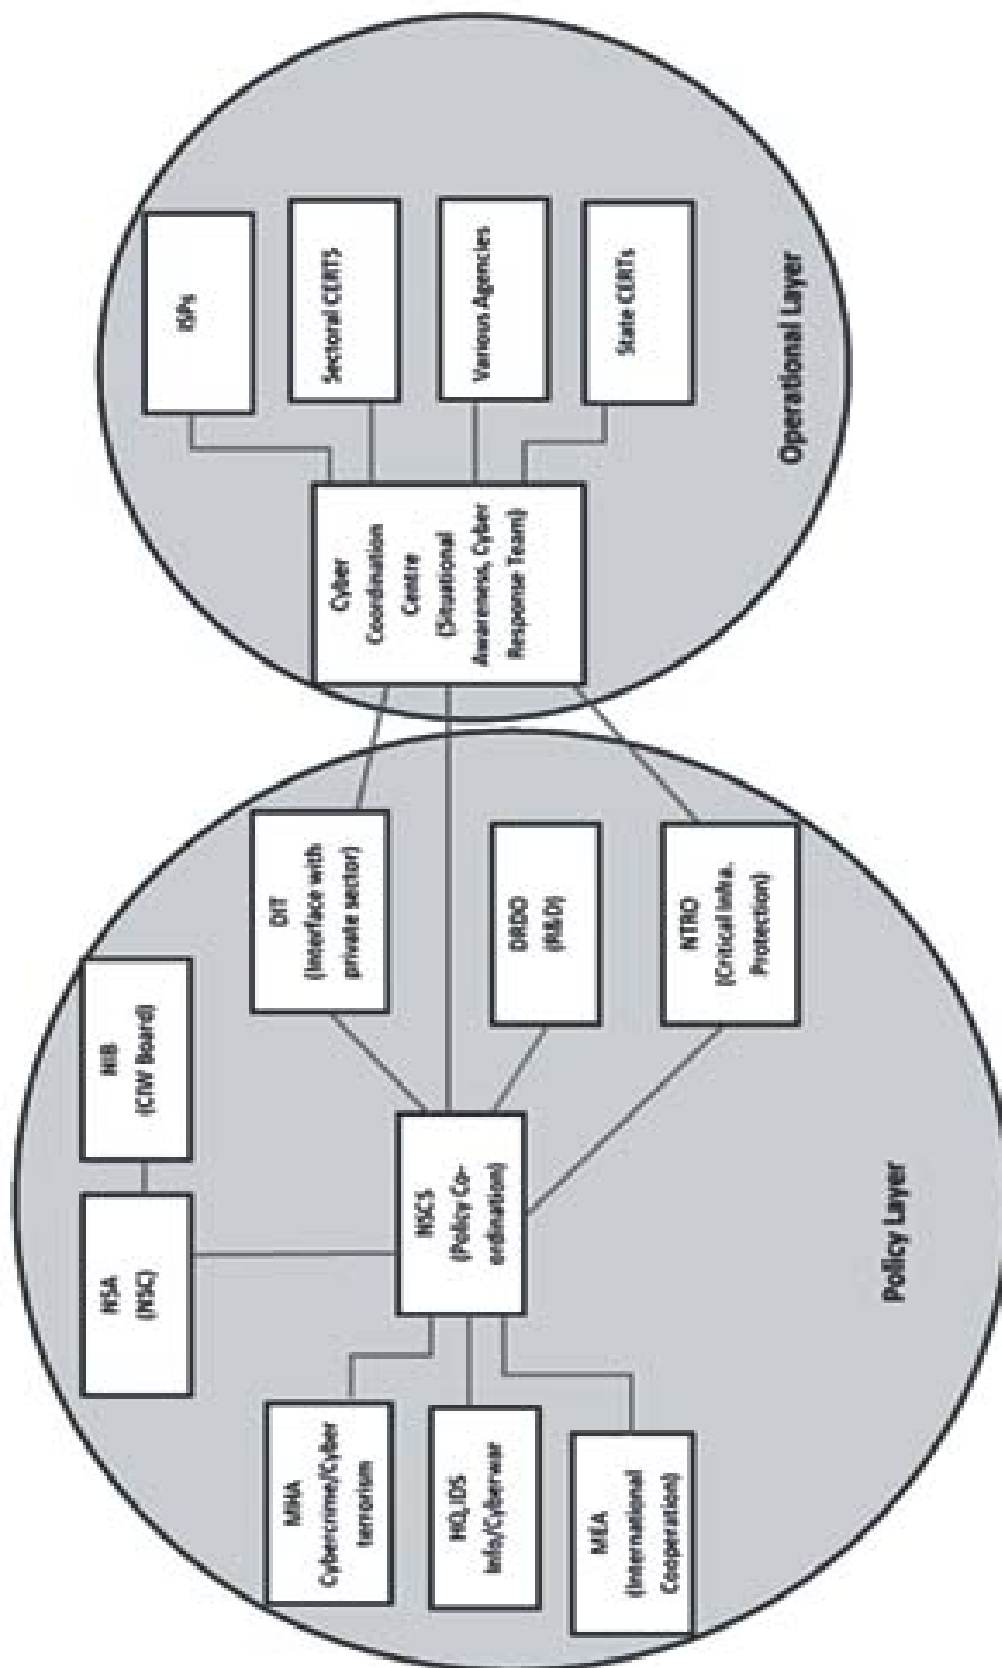 NSA
(NSC)
NIB
(CIW Board)
MHA
Cybercrime/Cyber
terrorism
HQ,IDS
Info/Cyberwar
MEA
(International
Cooperation)
NSCS
(Policy Co-
ordination)
DIT
(Interface with
private sector)
DRDO
(R&D)
NTRO
(Critical Infra.
Protection)
Policy Layer
Cyber
Coordination
Centre
(Situational
Awareness, Cyber
Response Team)
ISPs
Sectoral CERTS
Various Agencies
State CERTs
Operational Layer